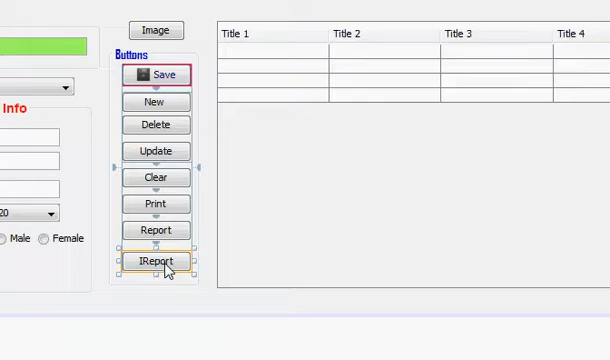 Image
Buttons
Save
New
Delete
Update
Clear
Print
Report
IReport
Info
20
Male Female
Title 1 Title 2 Title 3 Title 4